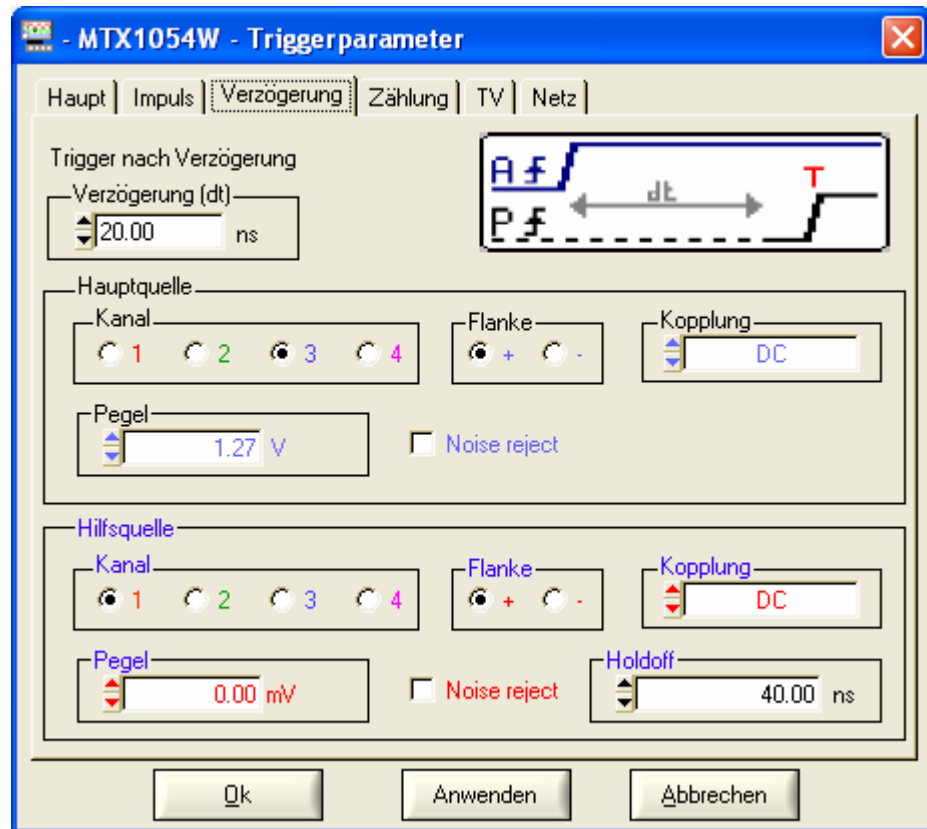 - MTX1054W - Triggerparameter
Haupt Impuls Verzögerung Zählung TV Netz
Trigger nach Verzögerung
Verzögerung (dt)
20.00 ns
A
dt
T
P
Hauptquelle
Kanal
1 2 3 4
Flanke
+ -
Kopplung
DC
Pegel
1.27 V
Noise reject
Hilfsquelle
Kanal
1 2 3 4
Flanke
+ -
Kopplung
DC
Pegel
0.00 mV
Noise reject
Holdoff
40.00 ns
Ok Anwenden Abbrechen